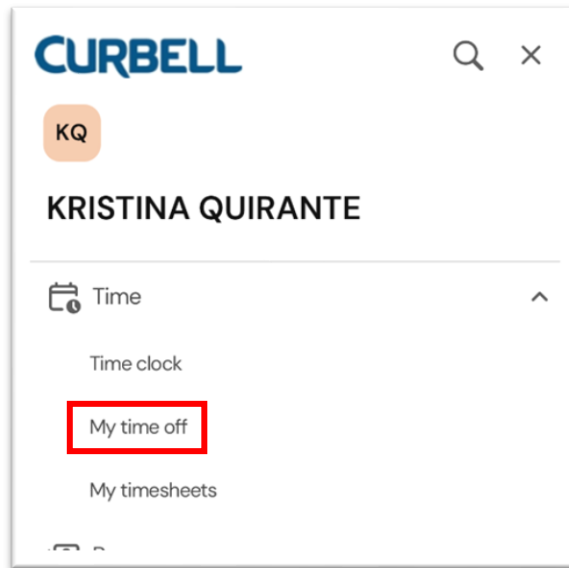 CURBELL
KQ
KRISTINA QUIRANTE
Time
Time clock
My time off
My timesheets